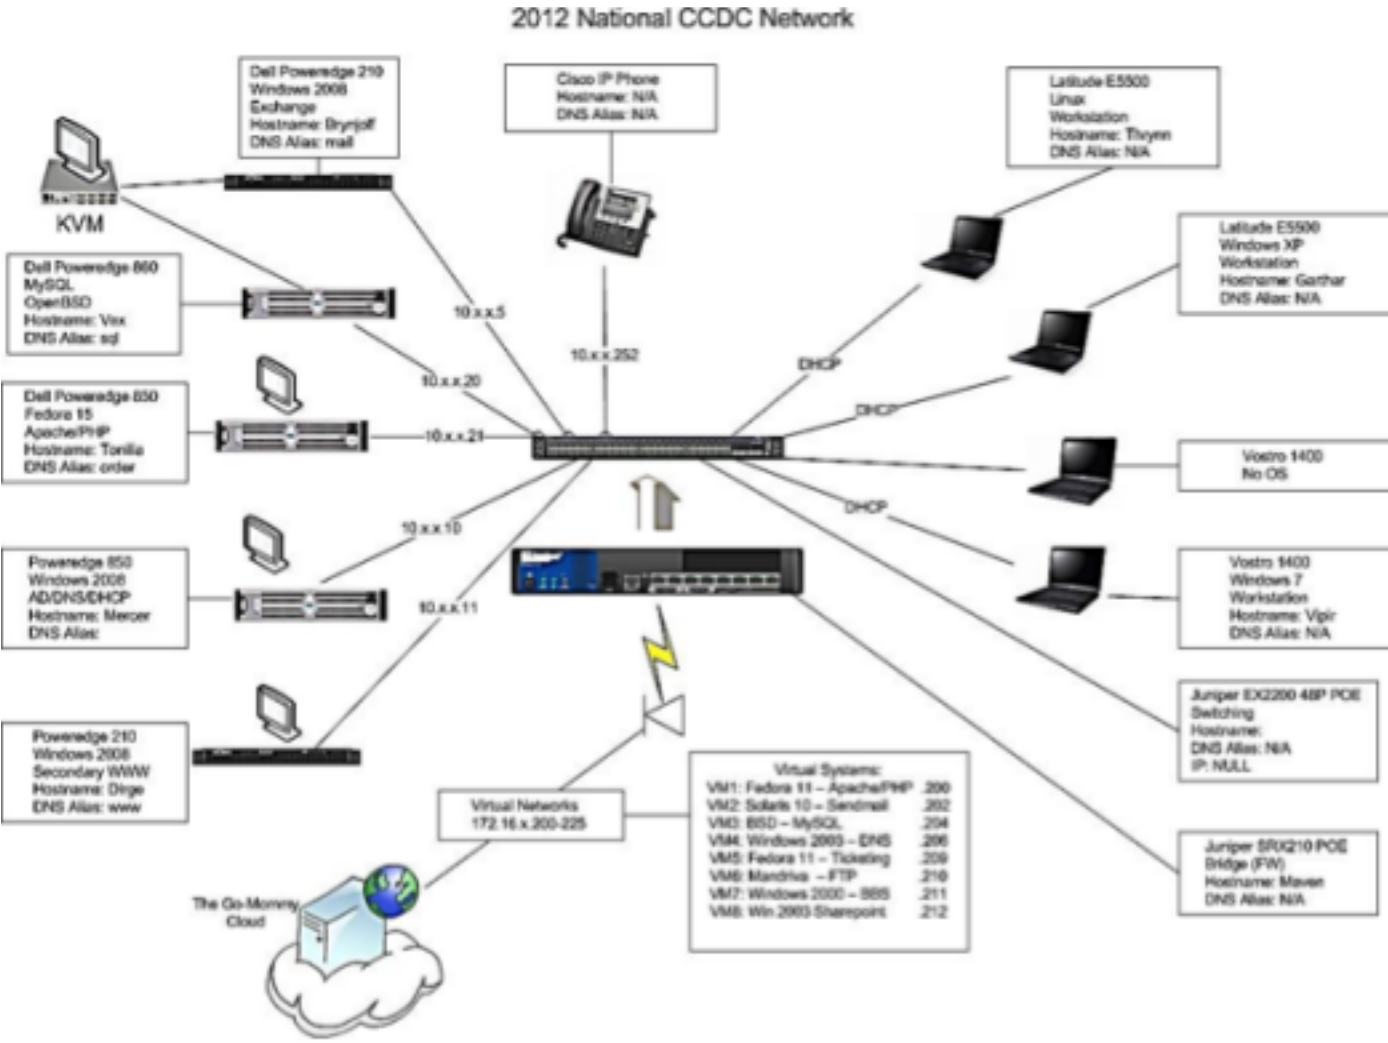 2012 National CCDC Network
Dell Poweredge 210
Windows 2008
Exchange
Hostname: Brynjolf
DNS Alias: mail
Cisco IP Phone
Hostname: N/A
DNS Alias: N/A
Latitude E5500
Linux
Workstation
Hostname: Tlvynn
DNS Alias: N/A
KVM
Latitude E5500
Windows XP
Workstation
Hostname: Garthar
DNS Alias: N/A
Dell Poweredge 860
MySQL
OpenBSD
Hostname: Vex
DNS Alias: sql
10.x.x.5
10.x.x.252
DHCP
10.x.x.20
DHCP
Dell Poweredge 850
Fedora 15
Apache/PHP
Hostname: Tonilia
DNS Alias: order
10.x.x.21
Vostro 1400
No OS
DHCP
10.x.x.10
Poweredge 850
Windows 2008
AD/DNS/DHCP
Hostname: Mercer
DNS Alias:
Vostro 1400
Windows 7
Workstation
Hostname: Vipir
DNS Alias: N/A
10.x.x.11
Juniper EX2200 48P POE
Switching
Hostname:
DNS Alias: N/A
IP: NULL
Poweredge 210
Windows 2008
Secondary WWW
Hostname: Dirge
DNS Alias: www
Virtual Networks
172.16.x.200-225
Virtual Systems:
VM1: Fedora 11 – Apache/PHP .200
VM2: Solaris 10 – Sendmail .202
VM3: BSD – MySQL .204
VM4: Windows 2003 – DNS .206
VM5: Fedora 11 – Ticketing .209
VM6: Mandriva – FTP .210
VM7: Windows 2000 – BBS .211
VM8: Win 2003 Sharepoint .212
Juniper SRX210 POE
Bridge (FW)
Hostname: Maven
DNS Alias: N/A
The Go-Mommy
Cloud